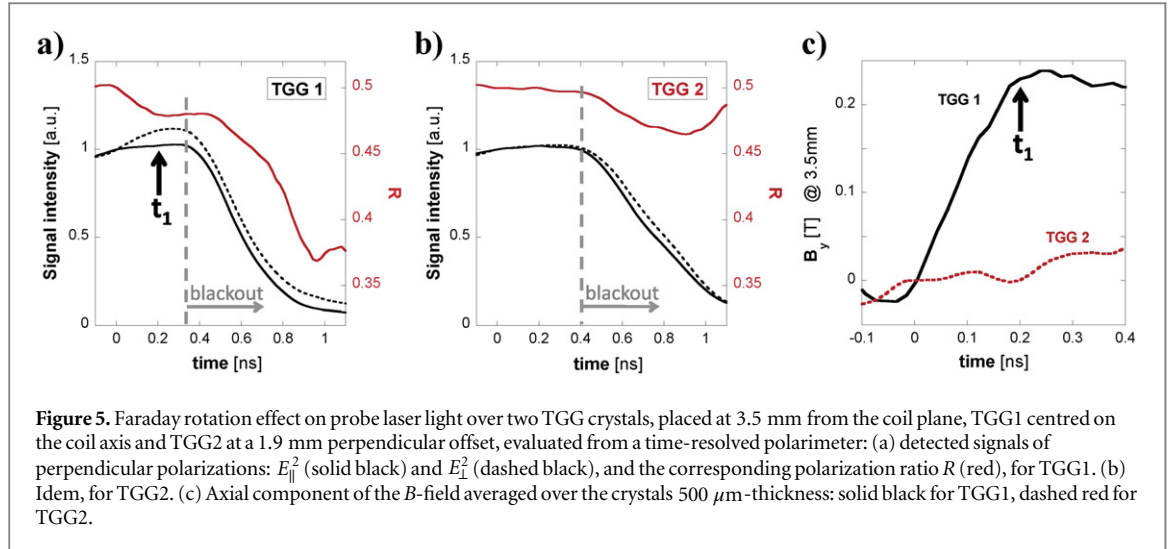 a)
b)
c)
1.5
1
0.5
0
Signal intensity [a.u.]
TGG 1
t1
blackout
0.5
0.45
0.4
0.35
R
0 0.2 0.4 0.6 0.8 1
time [ns]
1.5
1
0.5
0
Signal intensity [a.u.]
TGG 2
blackout
0.5
0.45
0.4
0.35
R
0 0.2 0.4 0.6 0.8 1
time [ns]
0.2
0.1
0
By [T] @ 3.5mm
TGG 1
t1
TGG 2
-0.1 0 0.1 0.2 0.3 0.4
time [ns]
Figure 5. Faraday rotation effect on probe laser light over two TGG crystals, placed at 3.5 mm from the coil plane, TGG1 centred on
the coil axis and TGG2 at a 1.9 mm perpendicular offset, evaluated from a time-resolved polarimeter: (a) detected signals of
perpendicular polarizations: E∥² (solid black) and E⊥² (dashed black), and the corresponding polarization ratio R (red), for TGG1. (b)
Idem, for TGG2. (c) Axial component of the B-field averaged over the crystals 500 μm-thickness: solid black for TGG1, dashed red for
TGG2.